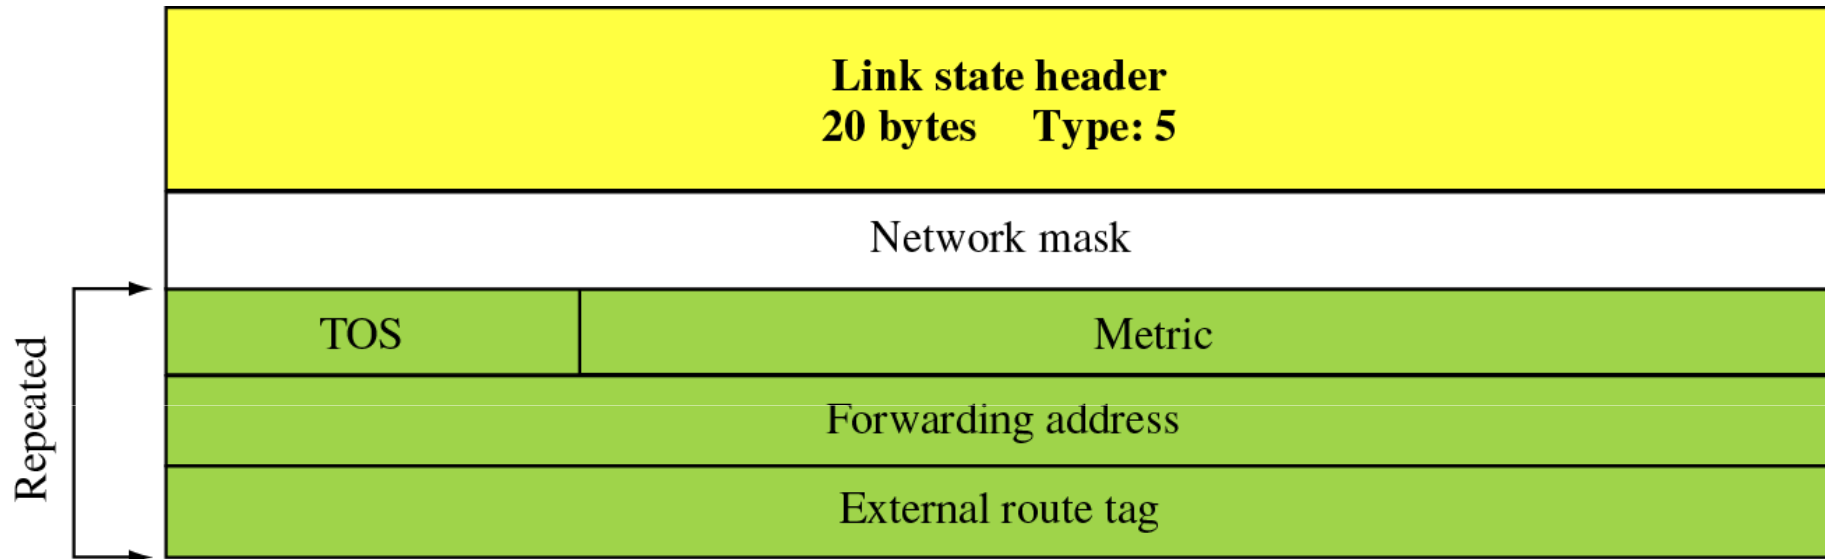 Link state header
20 bytes Type: 5
Network mask
TOS Metric
Forwarding address
External route tag
Repeated